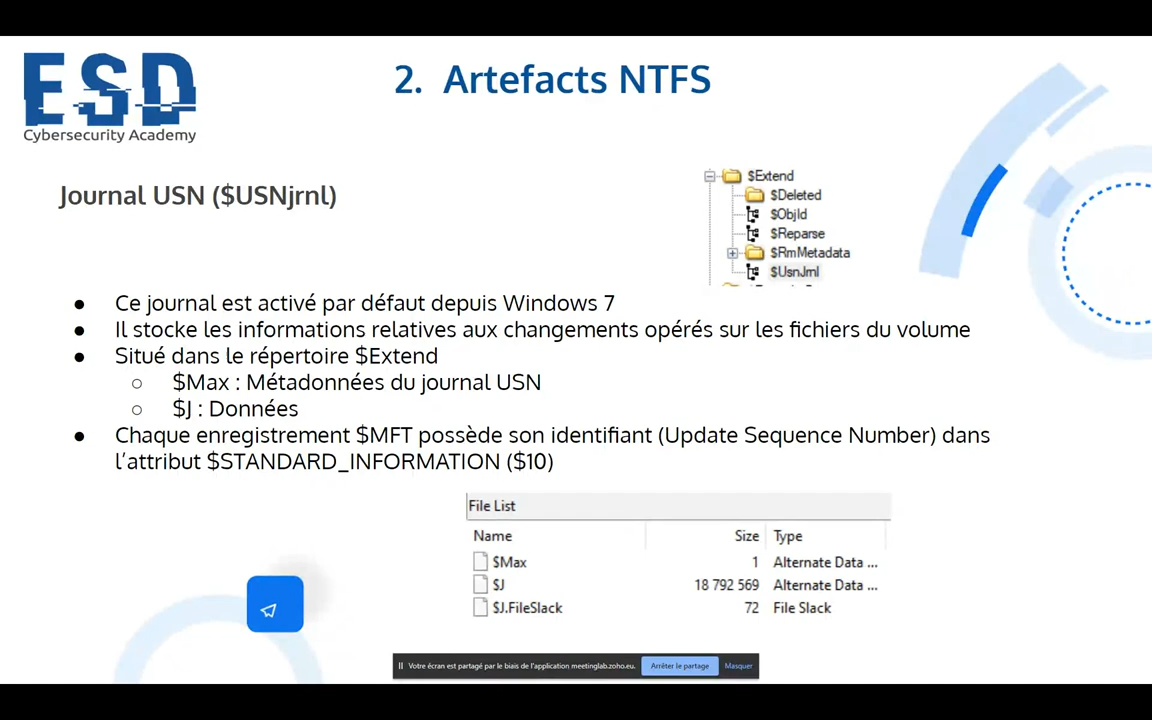 ESD
Cybersecurity Academy
2. Artefacts NTFS
Journal USN ($USNjrnl)
$Extend
$Deleted
$ObjId
$Reparse
$RmMetadata
$UsnJrnl
● Ce journal est activé par défaut depuis Windows 7
● Il stocke les informations relatives aux changements opérés sur les fichiers du volume
● Situé dans le répertoire $Extend
○ $Max : Métadonnées du journal USN
○ $J : Données
● Chaque enregistrement $MFT possède son identifiant (Update Sequence Number) dans
l’attribut $STANDARD_INFORMATION ($10)
File List
Name Size Type
$Max 1 Alternate Data ...
$J 18 792 569 Alternate Data ...
$J.FileSlack 72 File Slack
Votre écran est partagé par le biais de l'application meetinglab.zoho.eu. Arrêter le partage Masquer